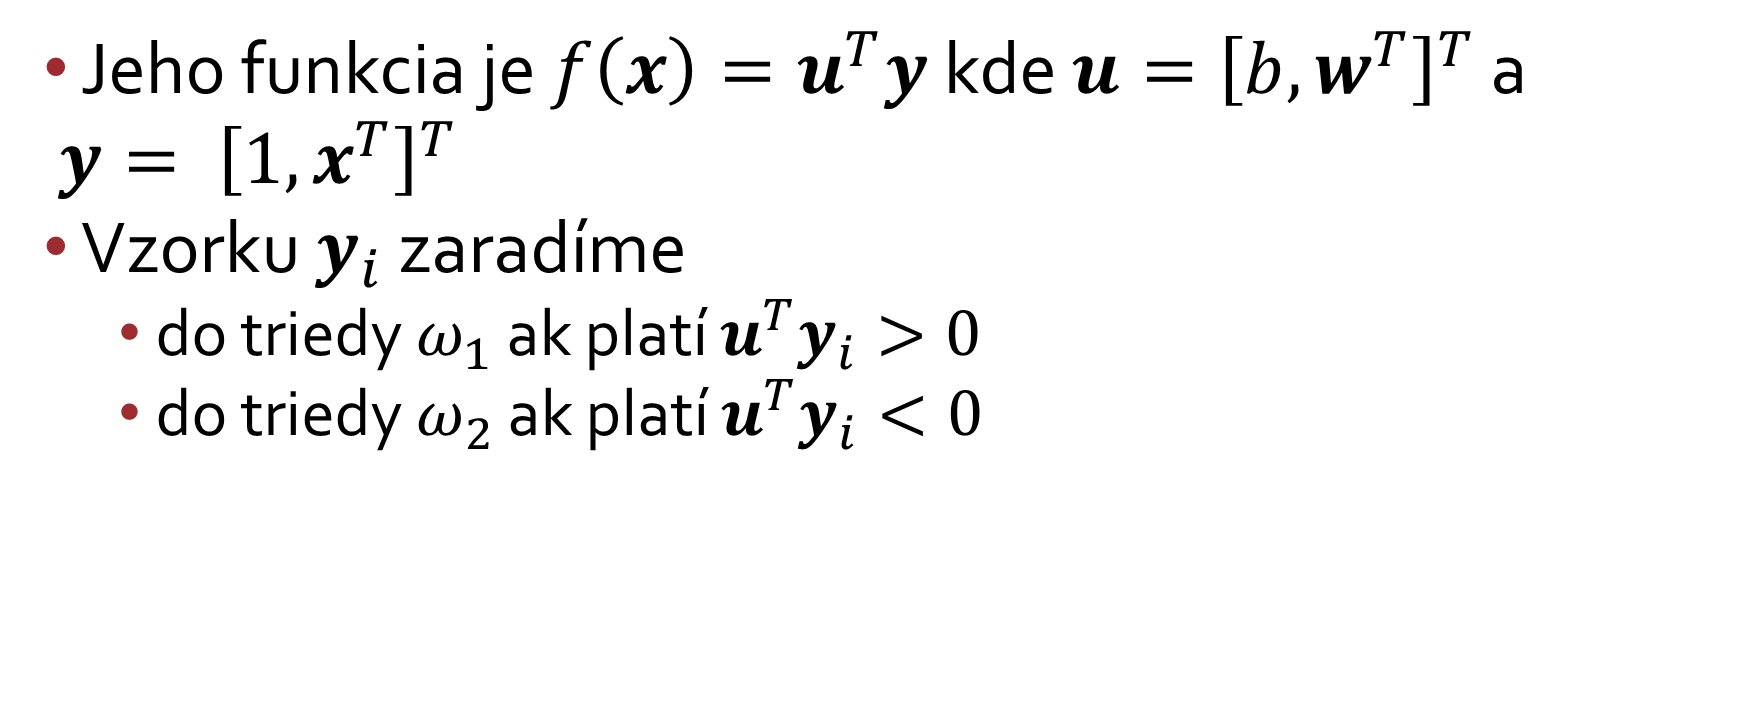 • Jeho funkcia je 𝑓(𝒙) = 𝒖ᵀ𝒚 kde 𝒖 = [𝑏, 𝒘ᵀ]ᵀ a
𝒚 = [1, 𝒙ᵀ]ᵀ
• Vzorku 𝒚ᵢ zaradíme
• do triedy 𝜔₁ ak platí 𝒖ᵀ𝒚ᵢ > 0
• do triedy 𝜔₂ ak platí 𝒖ᵀ𝒚ᵢ < 0